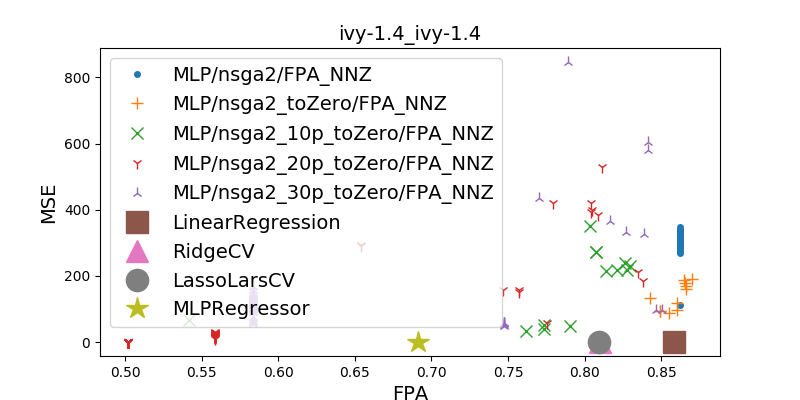 ivy-1.4_ivy-1.4
MSE
800
600
400
200
0
MLP/nsga2/FPA_NNZ
MLP/nsga2_toZero/FPA_NNZ
MLP/nsga2_10p_toZero/FPA_NNZ
MLP/nsga2_20p_toZero/FPA_NNZ
MLP/nsga2_30p_toZero/FPA_NNZ
LinearRegression
RidgeCV
LassoLarsCV
MLPRegressor
0.50 0.55 0.60 0.65 0.70 0.75 0.80 0.85
FPA